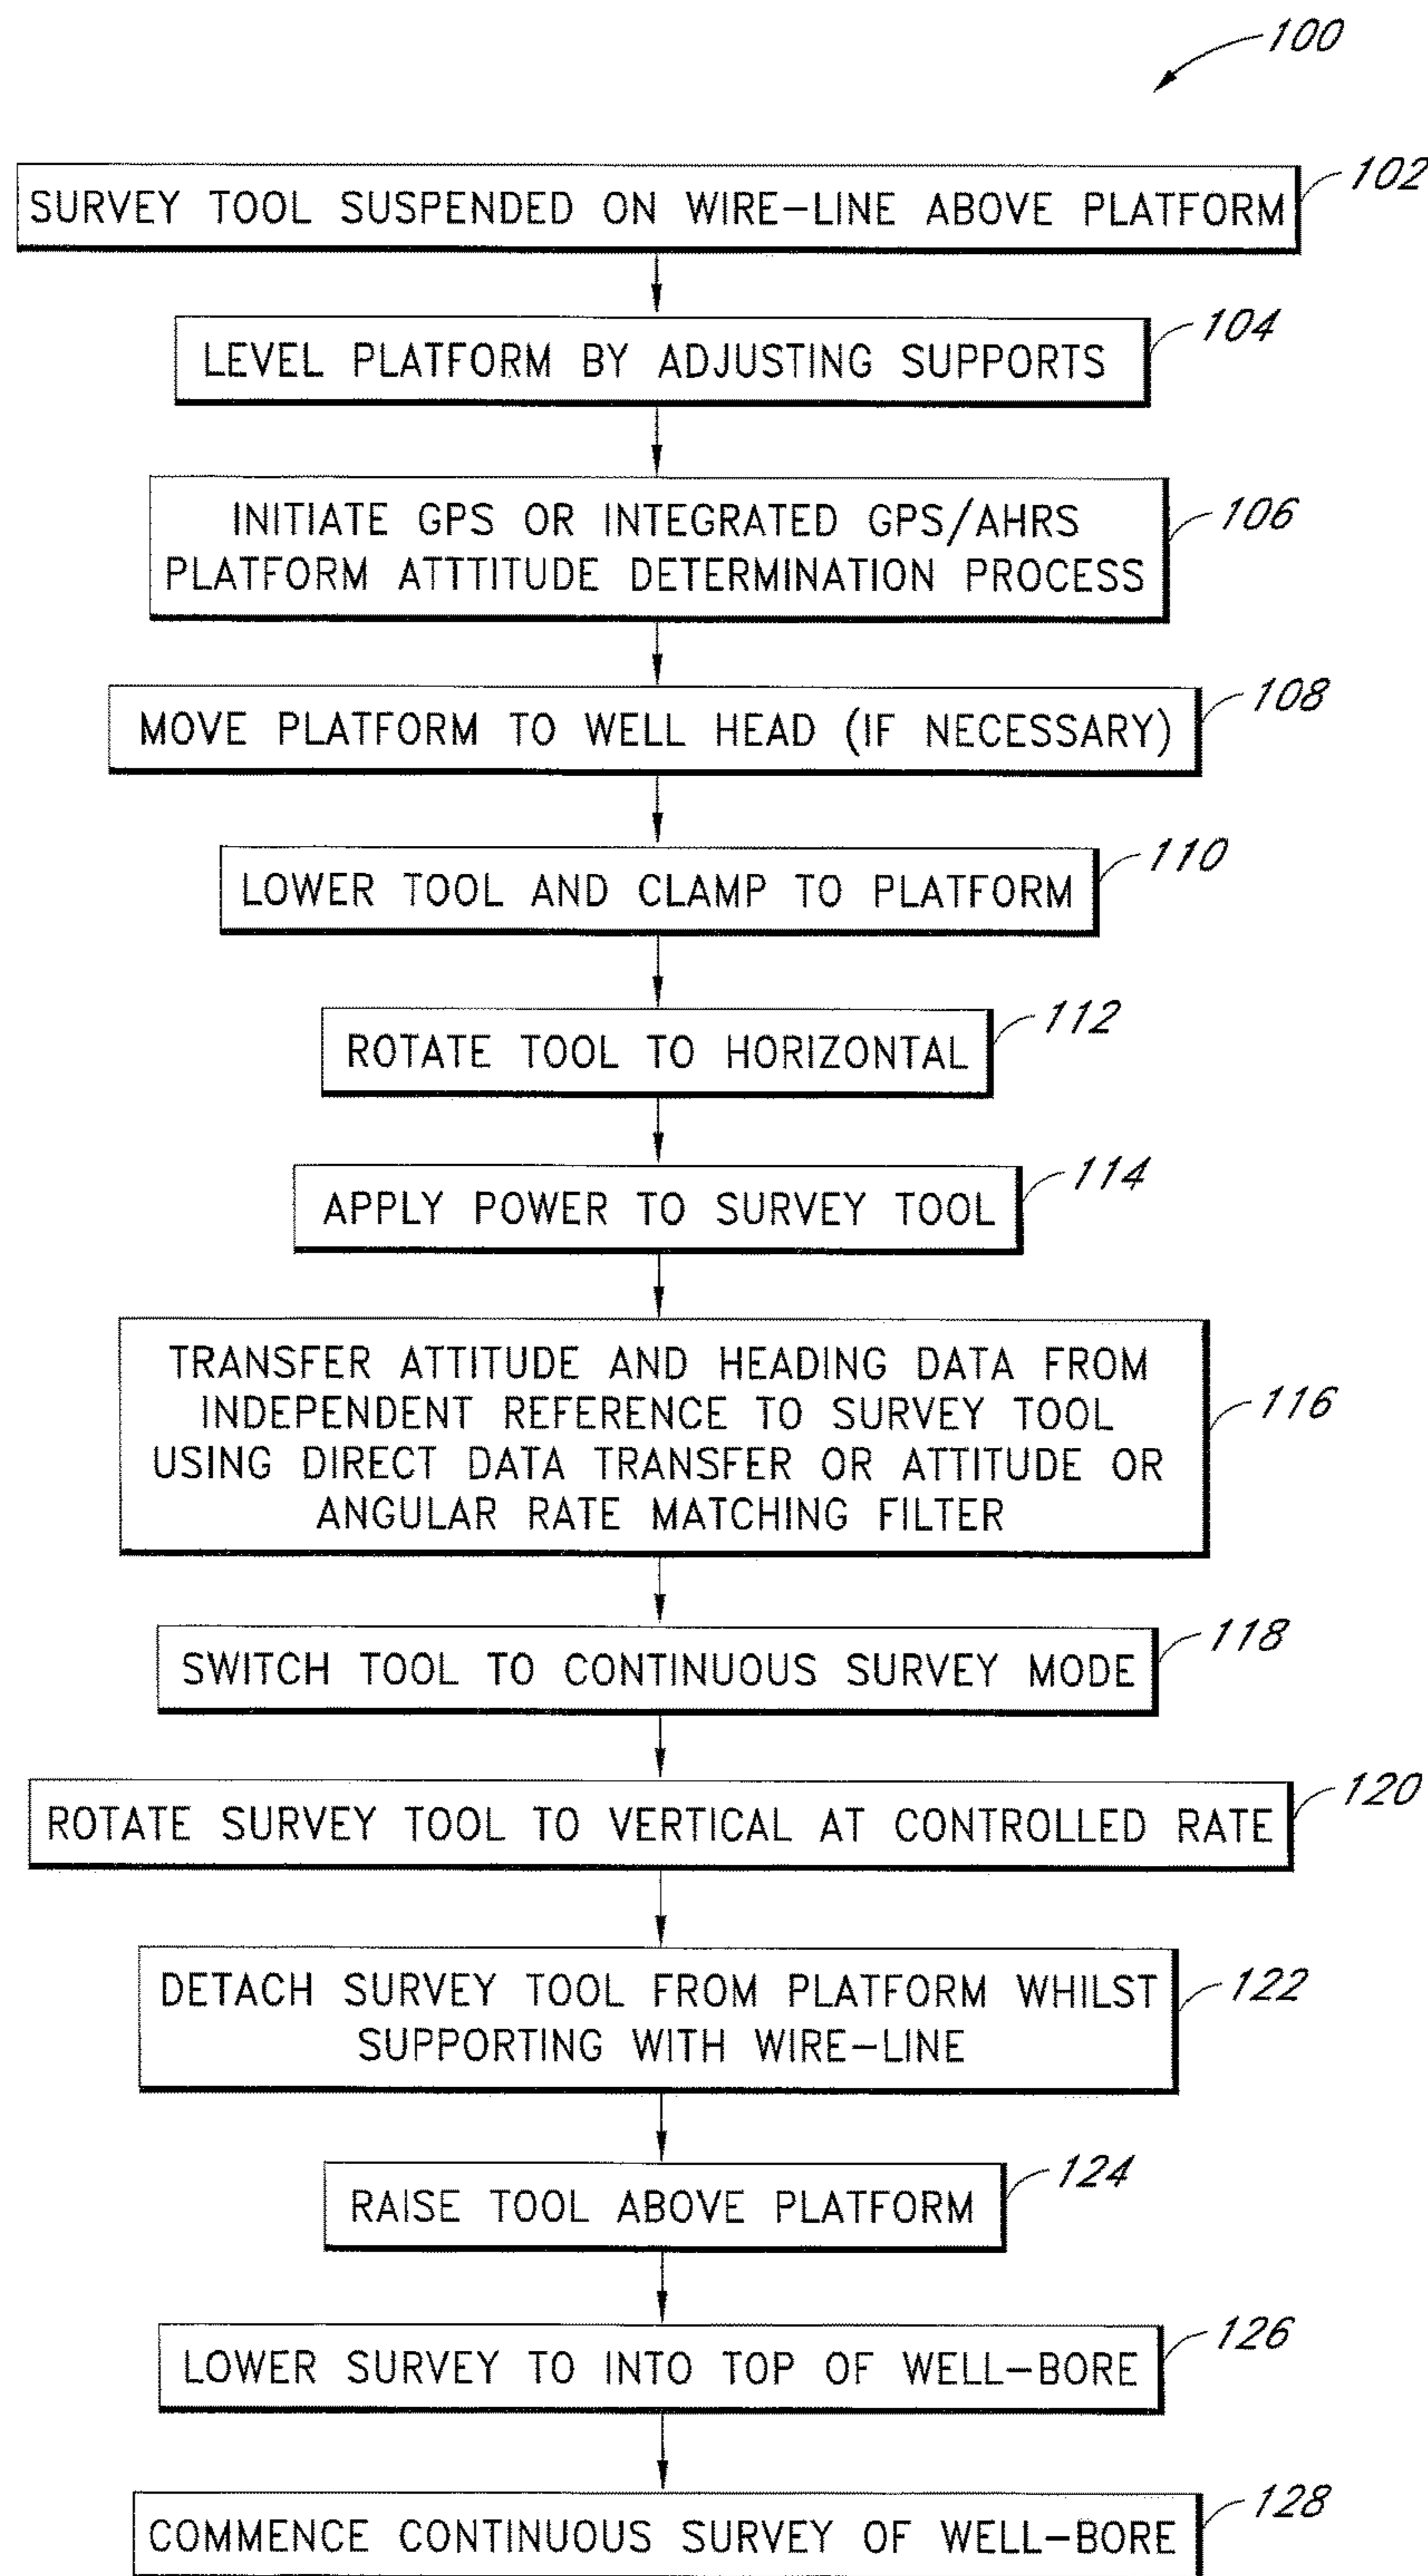 100
SURVEY TOOL SUSPENDED ON WIRE-LINE ABOVE PLATFORM
102
LEVEL PLATFORM BY ADJUSTING SUPPORTS
104
INITIATE GPS OR INTEGRATED GPS/AHRS
PLATFORM ATTTITUDE DETERMINATION PROCESS
106
MOVE PLATFORM TO WELL HEAD (IF NECESSARY)
108
LOWER TOOL AND CLAMP TO PLATFORM
110
ROTATE TOOL TO HORIZONTAL
112
APPLY POWER TO SURVEY TOOL
114
TRANSFER ATTITUDE AND HEADING DATA FROM
INDEPENDENT REFERENCE TO SURVEY TOOL
USING DIRECT DATA TRANSFER OR ATTITUDE OR
ANGULAR RATE MATCHING FILTER
116
SWITCH TOOL TO CONTINUOUS SURVEY MODE
118
ROTATE SURVEY TOOL TO VERTICAL AT CONTROLLED RATE
120
DETACH SURVEY TOOL FROM PLATFORM WHILST
SUPPORTING WITH WIRE-LINE
122
RAISE TOOL ABOVE PLATFORM
124
LOWER SURVEY TO INTO TOP OF WELL-BORE
126
COMMENCE CONTINUOUS SURVEY OF WELL-BORE
128